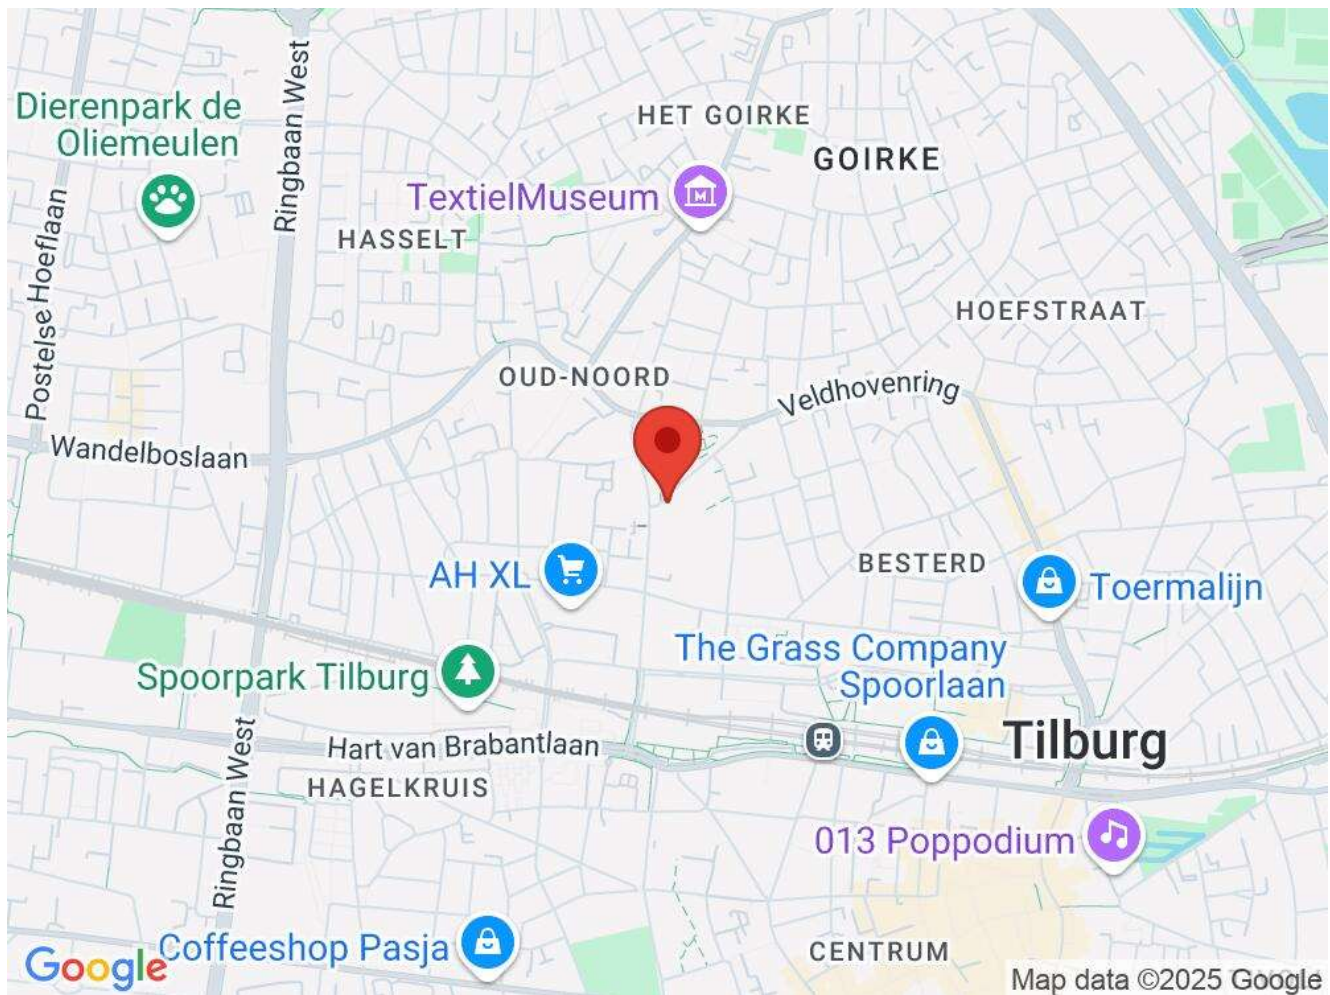 Dierenpark de
Oliemeulen
Ringbaan West
HET GOIRKE
GOIRKE
TextielMuseum
HASSELT
Postelse Hoeflaan
HOEFSTRAAT
OUD-NOORD
Veldhovenring
Wandelboslaan
AH XL
BESTERD
Toermalijn
The Grass Company
Spoorlaan
Spoorpark Tilburg
Tilburg
Hart van Brabantlaan
HAGELKRUIS
Ringbaan West
013 Poppodium
Coffeeshop Pasja
CENTRUM
Google
Map data ©2025 Google